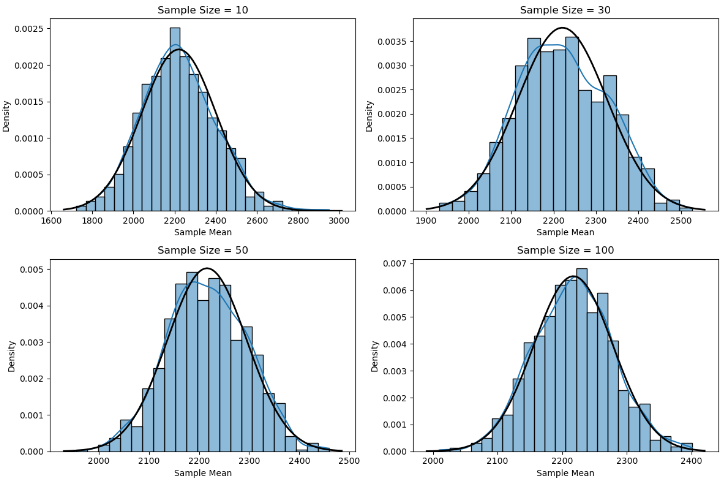 Sample Size = 10
0.0025
0.0020
0.0015
0.0010
0.0005
0.0000
Density
1600 1800 2000 2200 2400 2600 2800 3000
Sample Mean
Sample Size = 30
0.0035
0.0030
0.0025
0.0020
0.0015
0.0010
0.0005
0.0000
Density
1900 2000 2100 2200 2300 2400 2500
Sample Mean
Sample Size = 50
0.005
0.004
0.003
0.002
0.001
0.000
Density
2000 2100 2200 2300 2400 2500
Sample Mean
Sample Size = 100
0.007
0.006
0.005
0.004
0.003
0.002
0.001
0.000
Density
2000 2100 2200 2300 2400
Sample Mean